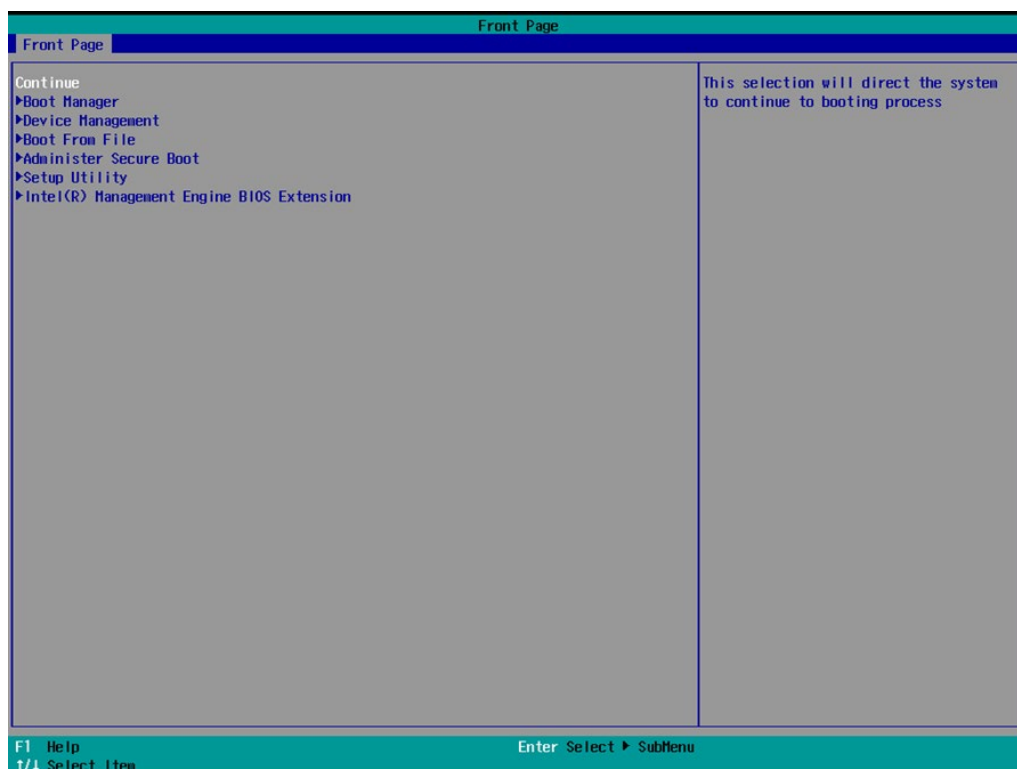 Front Page
Front Page
Continue
▶Boot Manager
▶Device Management
▶Boot From File
▶Administer Secure Boot
▶Setup Utility
▶Intel(R) Management Engine BIOS Extension
This selection will direct the system
to continue to booting process
F1 Help
Enter Select ▶ SubMenu
↑/↓ Select Item